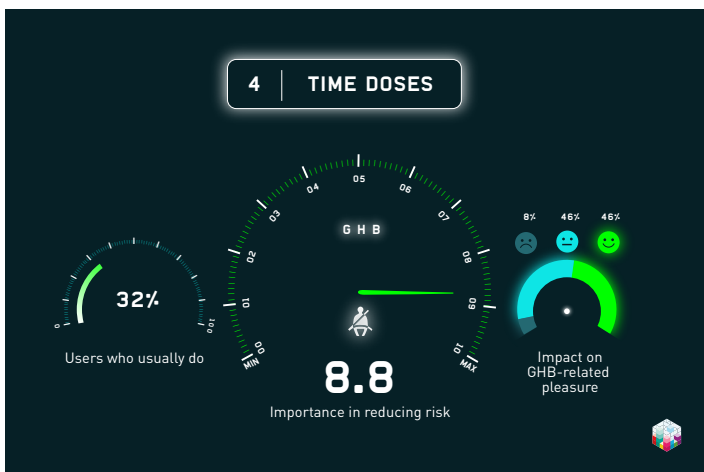 4 TIME DOSES
8% 46% 46%
GHB
00 01 02 03 04 05 06 07 08 09 10
MIN MAX
32%
0 100
Users who usually do
8.8
Importance in reducing risk
Impact on
GHB-related
pleasure